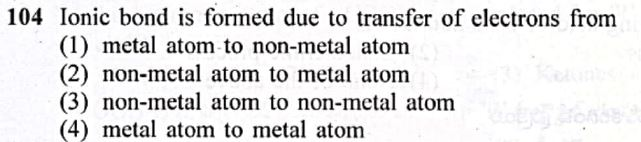 104 Ionic bond is formed due to transfer of electrons from
(1) metal atom to non-metal atom
(2) non-metal atom to metal atom
(3) non-metal atom to non-metal atom
(4) metal atom to metal atom